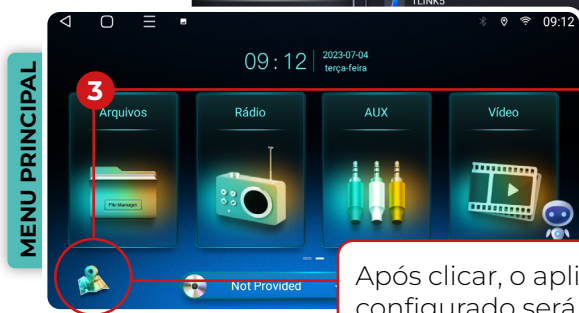 TLINK5
09:12
09:12
2023-07-04
terça-feira
MENU PRINCIPAL
3
Arquivos
Rádio
AUX
Vídeo
File Manager
Not Provided
Após clicar, o apli
configurado será